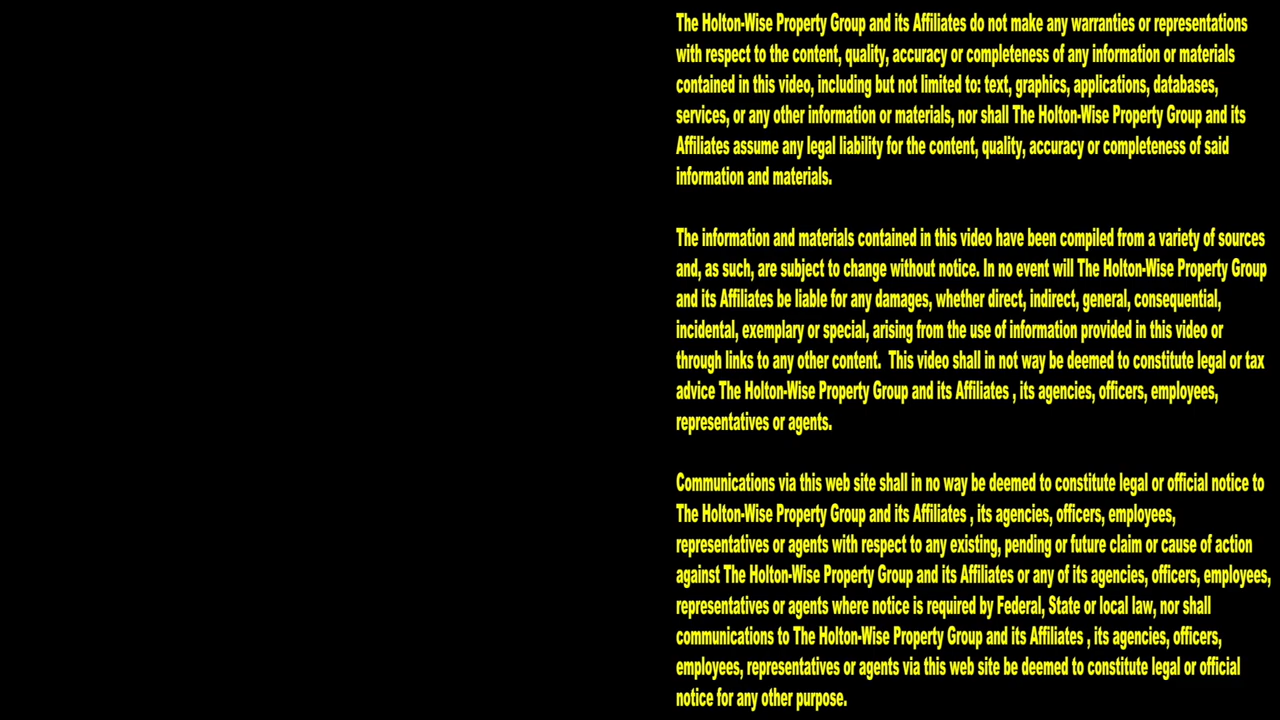 The Holton-Wise Property Group and its Affiliates do not make any warranties or representations
with respect to the content, quality, accuracy or completeness of any information or materials
contained in this video, including but not limited to: text, graphics, applications, databases,
services, or any other information or materials, nor shall The Holton-Wise Property Group and its
Affiliates assume any legal liability for the content, quality, accuracy or completeness of said
information and materials.
The information and materials contained in this video have been compiled from a variety of sources
and, as such, are subject to change without notice. In no event will The Holton-Wise Property Group
and its Affiliates be liable for any damages, whether direct, indirect, general, consequential,
incidental, exemplary or special, arising from the use of information provided in this video or
through links to any other content.  This video shall in not way be deemed to constitute legal or tax
advice The Holton-Wise Property Group and its Affiliates , its agencies, officers, employees,
representatives or agents.
Communications via this web site shall in no way be deemed to constitute legal or official notice to
The Holton-Wise Property Group and its Affiliates , its agencies, officers, employees,
representatives or agents with respect to any existing, pending or future claim or cause of action
against The Holton-Wise Property Group and its Affiliates or any of its agencies, officers, employees,
representatives or agents where notice is required by Federal, State or local law, nor shall
communications to The Holton-Wise Property Group and its Affiliates , its agencies, officers,
employees, representatives or agents via this web site be deemed to constitute legal or official
notice for any other purpose.